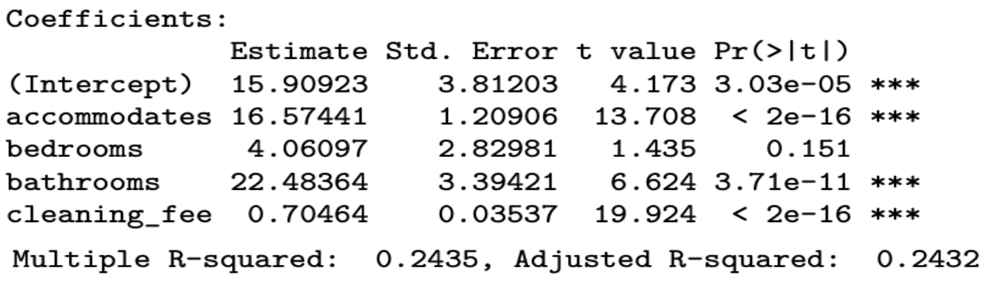 Coefficients:
Estimate Std. Error t value Pr(>|t|)
(Intercept) 15.90923 3.81203 4.173 3.03e-05 ***
accommodates 16.57441 1.20906 13.708 < 2e-16 ***
bedrooms 4.06097 2.82981 1.435 0.151
bathrooms 22.48364 3.39421 6.624 3.71e-11 ***
cleaning_fee 0.70464 0.03537 19.924 < 2e-16 ***
Multiple R-squared: 0.2435, Adjusted R-squared: 0.2432